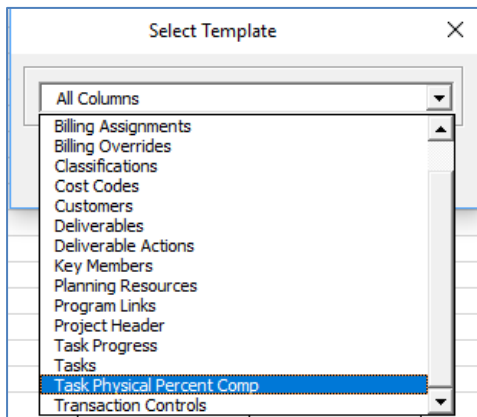 Select Template
All Columns
Billing Assignments
Billing Overrides
Classifications
Cost Codes
Customers
Deliverables
Deliverable Actions
Key Members
Planning Resources
Program Links
Project Header
Task Progress
Tasks
Task Physical Percent Comp
Transaction Controls